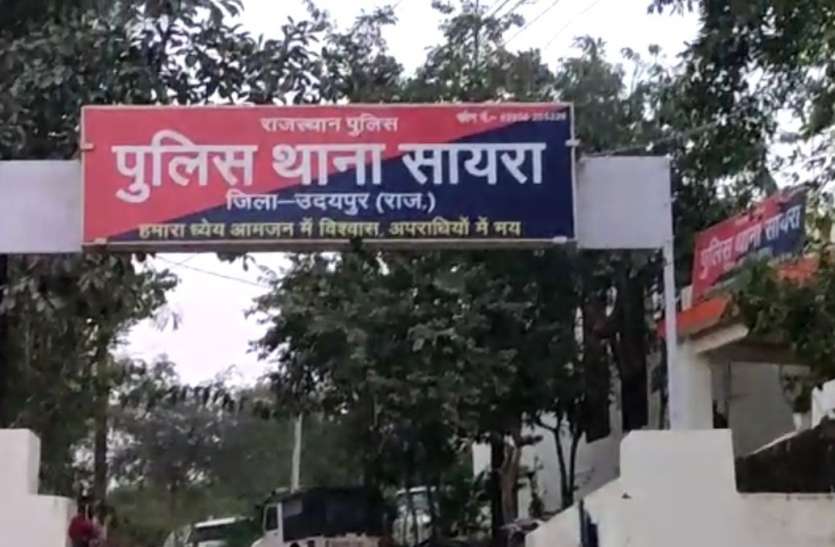 राजस्थान पुलिस
फोन नं.-
पुलिस थाना सायरा
जिला-उदयपुर (राज.)
हमारा ध्येय आमजन में विश्वास, अपराधियों में भय
पुलिस थाना सायरा